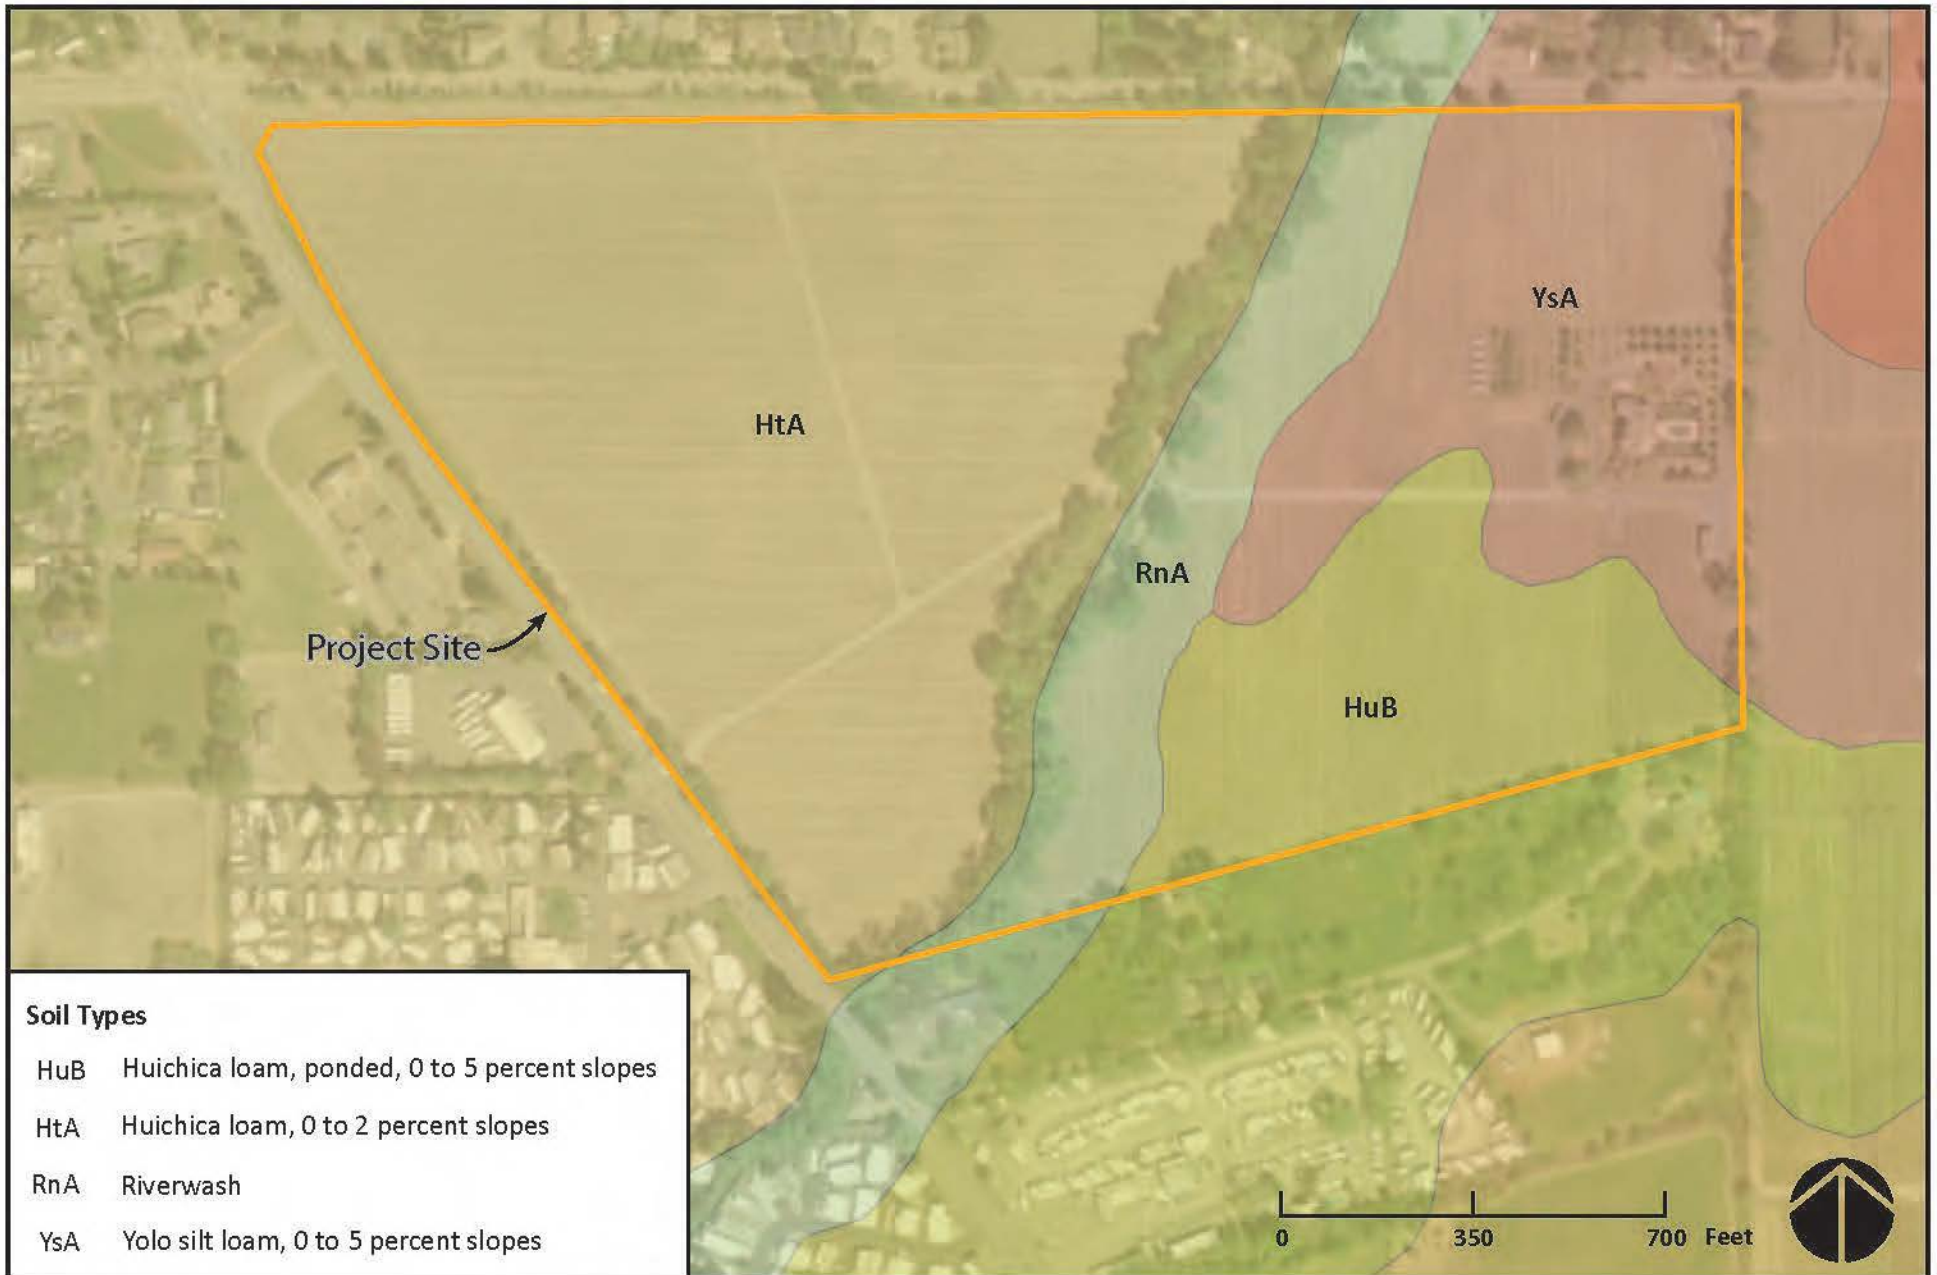 YsA
HtA
RnA
Project Site
HuB
Soil Types
HuB Huichica loam, ponded, 0 to 5 percent slopes
HtA Huichica loam, 0 to 2 percent slopes
RnA Riverwash
YsA Yolo silt loam, 0 to 5 percent slopes
0 350 700 Feet